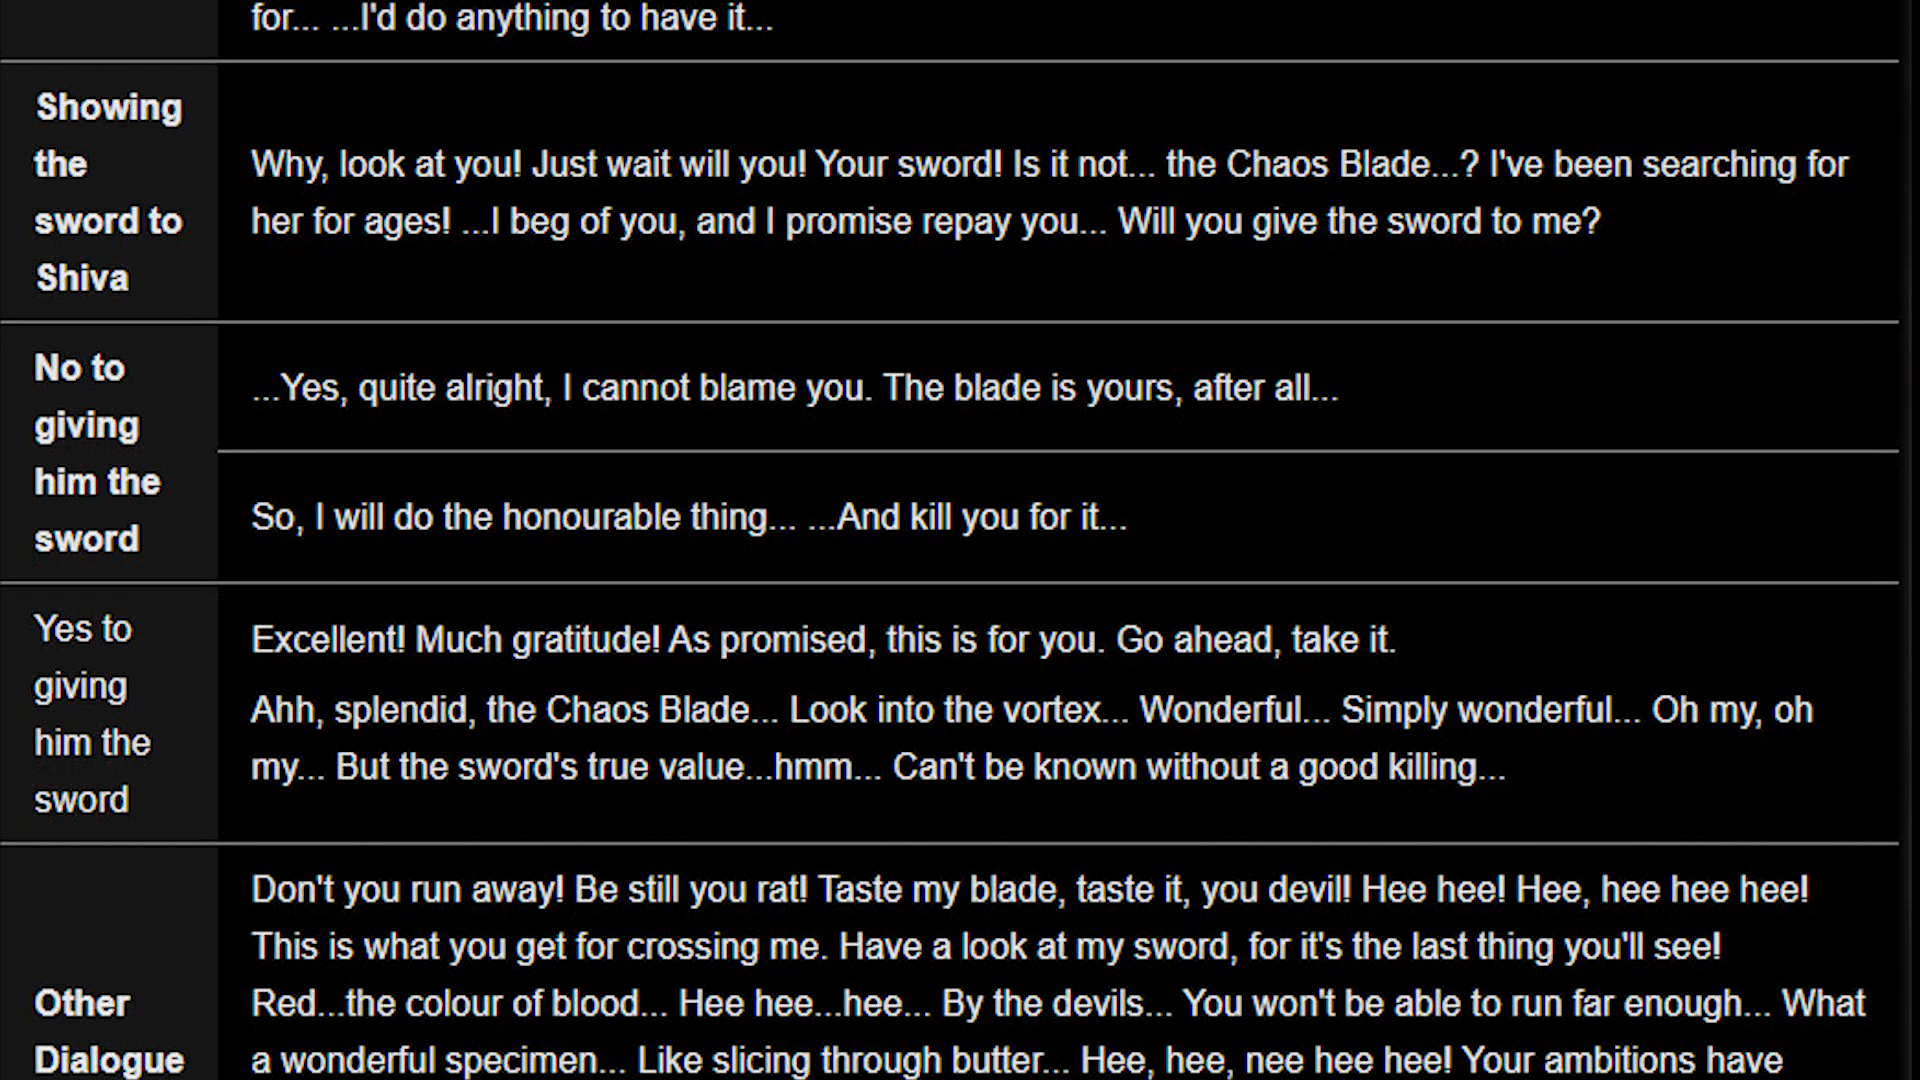 for... ...I'd do anything to have it...
Showing
the
sword to
Shiva
Why, look at you! Just wait will you! Your sword! Is it not... the Chaos Blade...? I've been searching for
her for ages! ...I beg of you, and I promise repay you... Will you give the sword to me?
No to
giving
him the
sword
...Yes, quite alright, I cannot blame you. The blade is yours, after all...
So, I will do the honourable thing... ...And kill you for it...
Yes to
giving
him the
sword
Excellent! Much gratitude! As promised, this is for you. Go ahead, take it.
Ahh, splendid, the Chaos Blade... Look into the vortex... Wonderful... Simply wonderful... Oh my, oh
my... But the sword's true value...hmm... Can't be known without a good killing...
Other
Dialogue
Don't you run away! Be still you rat! Taste my blade, taste it, you devil! Hee hee! Hee, hee hee hee!
This is what you get for crossing me. Have a look at my sword, for it's the last thing you'll see!
Red...the colour of blood... Hee hee...hee... By the devils... You won't be able to run far enough... What
a wonderful specimen... Like slicing through butter... Hee, hee, nee hee hee! Your ambitions have